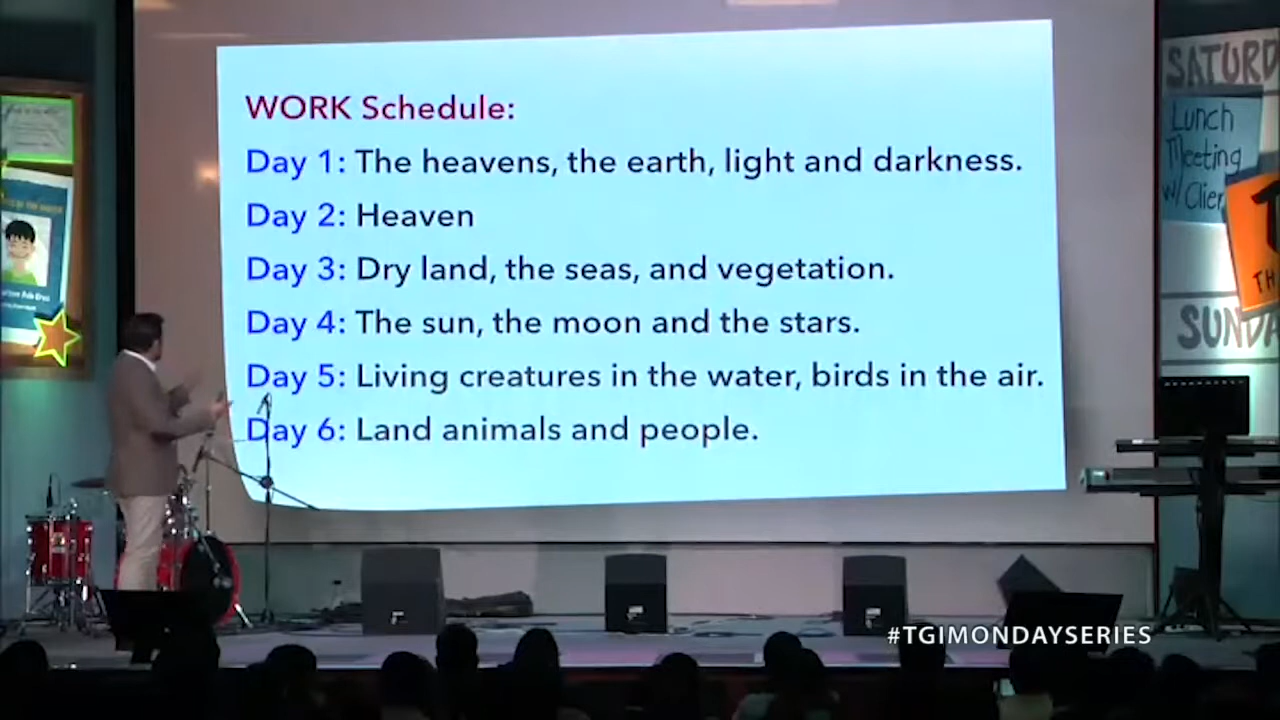 WORK Schedule:
Day 1: The heavens, the earth, light and darkness.
Day 2: Heaven
Day 3: Dry land, the seas, and vegetation.
Day 4: The sun, the moon and the stars.
Day 5: Living creatures in the water, birds in the air.
Day 6: Land animals and people.
SATURD
Lunch
Meeting
w/ Clien
TH
SUNDA
#TGIMONDAYSERIES